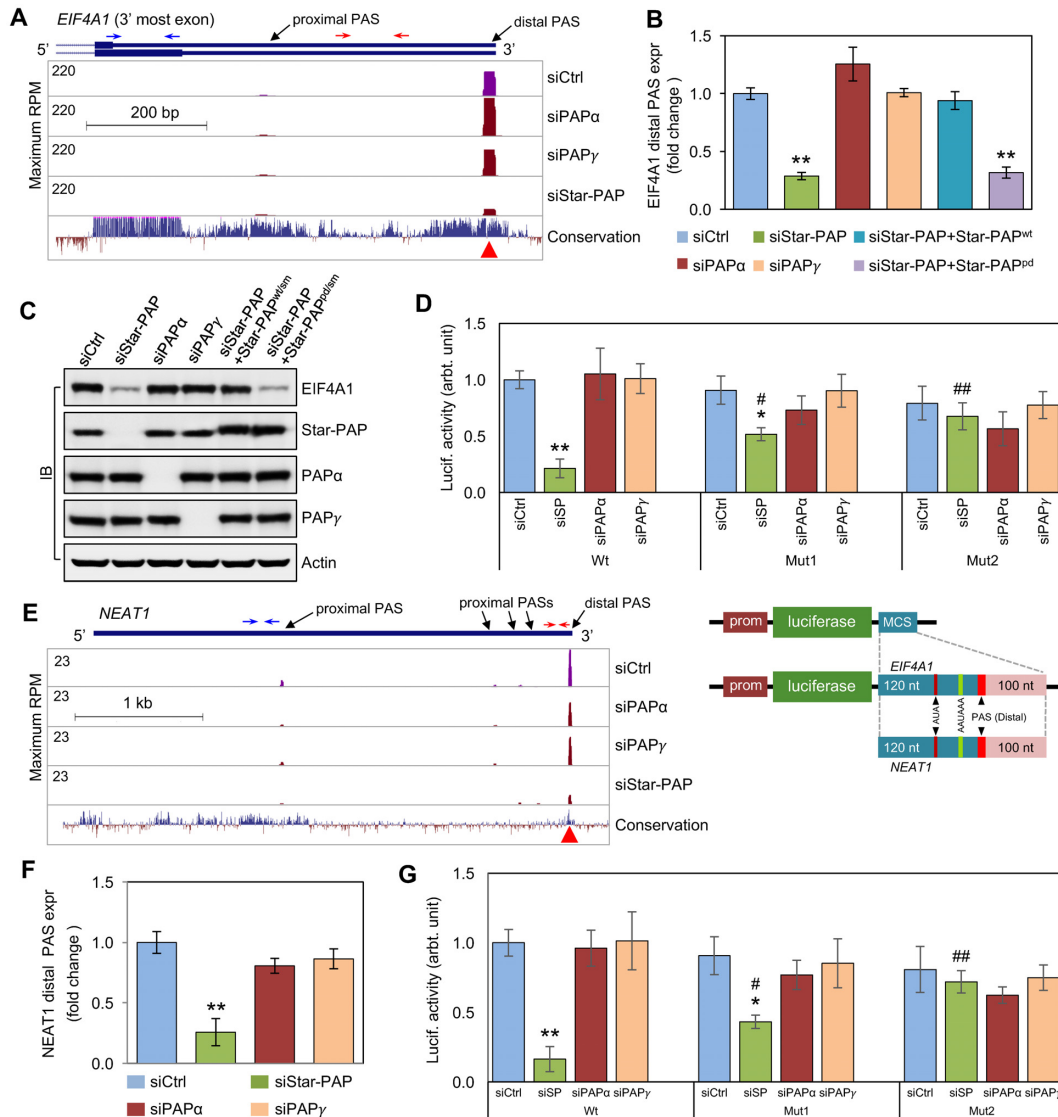 A
EIF4A1 (3' most exon)
proximal PAS
distal PAS
5'
3'
Maximum RPM
220
siCtrl
200 bp
220
siPAPα
220
siPAPγ
220
siStar-PAP
Conservation
B
EIF4A1 distal PAS expr
(fold change )
1.5
1.0
0.5
0.0
**
**
siCtrl
siStar-PAP
siStar-PAP+Star-PAPwt
siPAPα
siPAPγ
siStar-PAP+Star-PAPpd
C
siCtrl
siStar-PAP
siPAPα
siPAPγ
siStar-PAP
+Star-PAPwt/sm
siStar-PAP
+Star-PAPpd/sm
IB
EIF4A1
Star-PAP
PAPα
PAPγ
Actin
D
Lucif. activity (arbt. unit)
1.5
1.0
0.5
0.0
**
#
*
##
siCtrl
siSP
siPAPα
siPAPγ
siCtrl
siSP
siPAPα
siPAPγ
siCtrl
siSP
siPAPα
siPAPγ
Wt
Mut1
Mut2
E
NEAT1
proximal PAS
proximal PASs
distal PAS
5'
3'
Maximum RPM
23
siCtrl
1 kb
23
siPAPα
23
siPAPγ
23
siStar-PAP
Conservation
prom
luciferase
MCS
EIF4A1
prom
luciferase
120 nt
100 nt
AUA
AAUAAA
PAS (Distal)
120 nt
100 nt
NEAT1
F
NEAT1 distal PAS expr
(fold change )
1.5
1.0
0.5
0.0
**
siCtrl
siStar-PAP
siPAPα
siPAPγ
G
Lucif. activity (arbt. unit)
1.5
1.0
0.5
0.0
**
#
*
##
siCtrl
siSP
siPAPα
siPAPγ
siCtrl
siSP
siPAPα
siPAPγ
siCtrl
siSP
siPAPα
siPAPγ
Wt
Mut1
Mut2